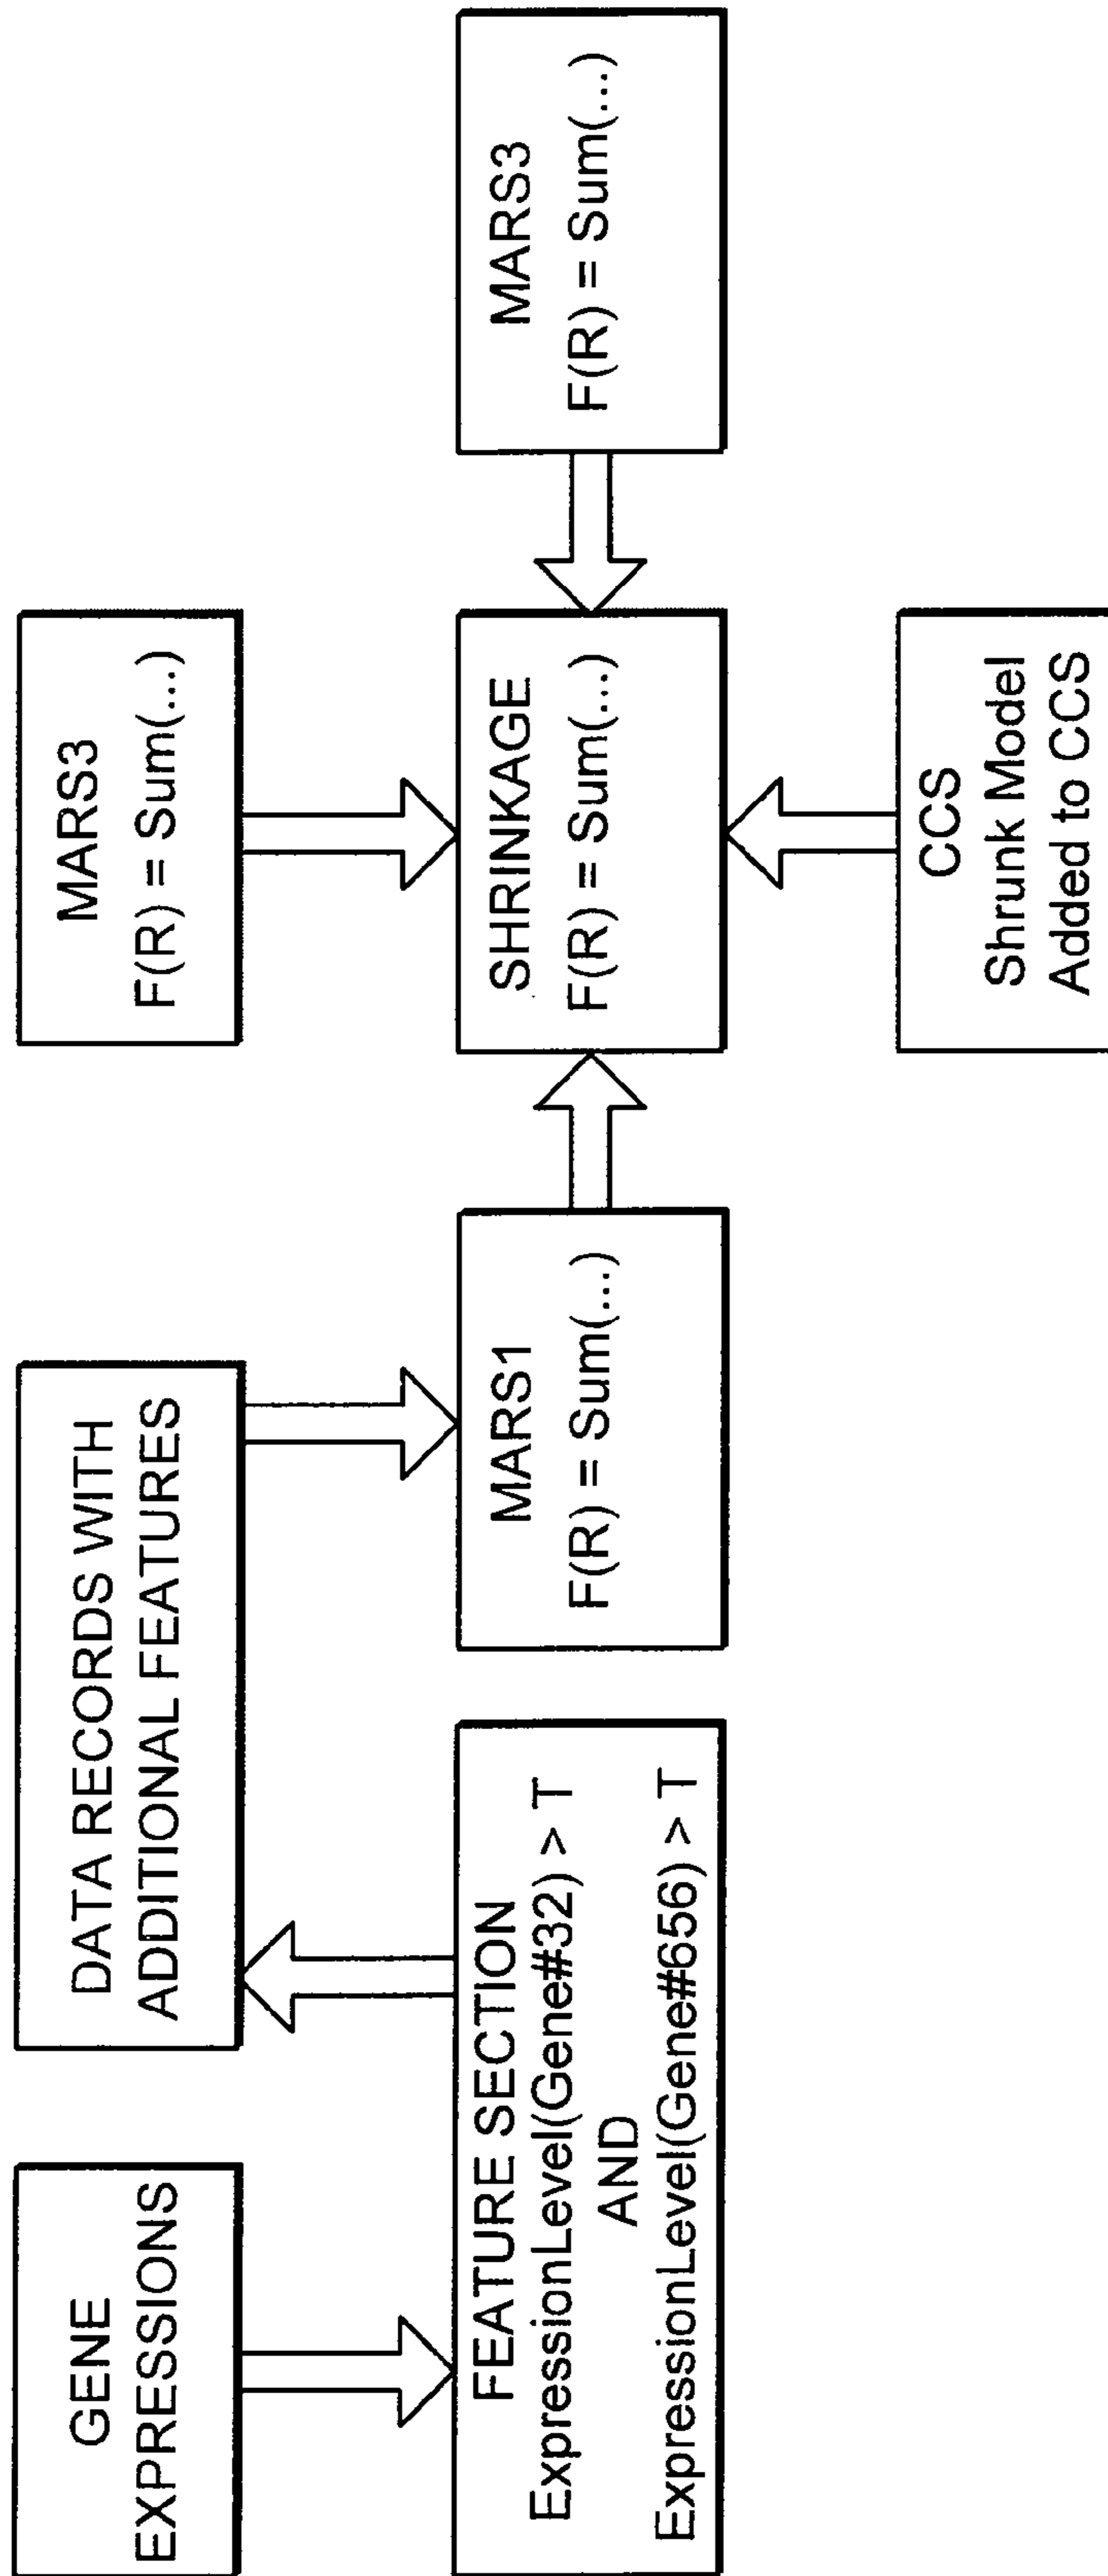 GENE
EXPRESSIONS
FEATURE SECTION
ExpressionLevel(Gene#32) > T
AND
ExpressionLevel(Gene#656) > T
DATA RECORDS WITH
ADDITIONAL FEATURES
MARS1
F(R) = Sum(...)
MARS3
F(R) = Sum(...)
SHRINKAGE
F(R) = Sum(...)
CCS
Shrunk Model
Added to CCS
MARS3
F(R) = Sum(...)